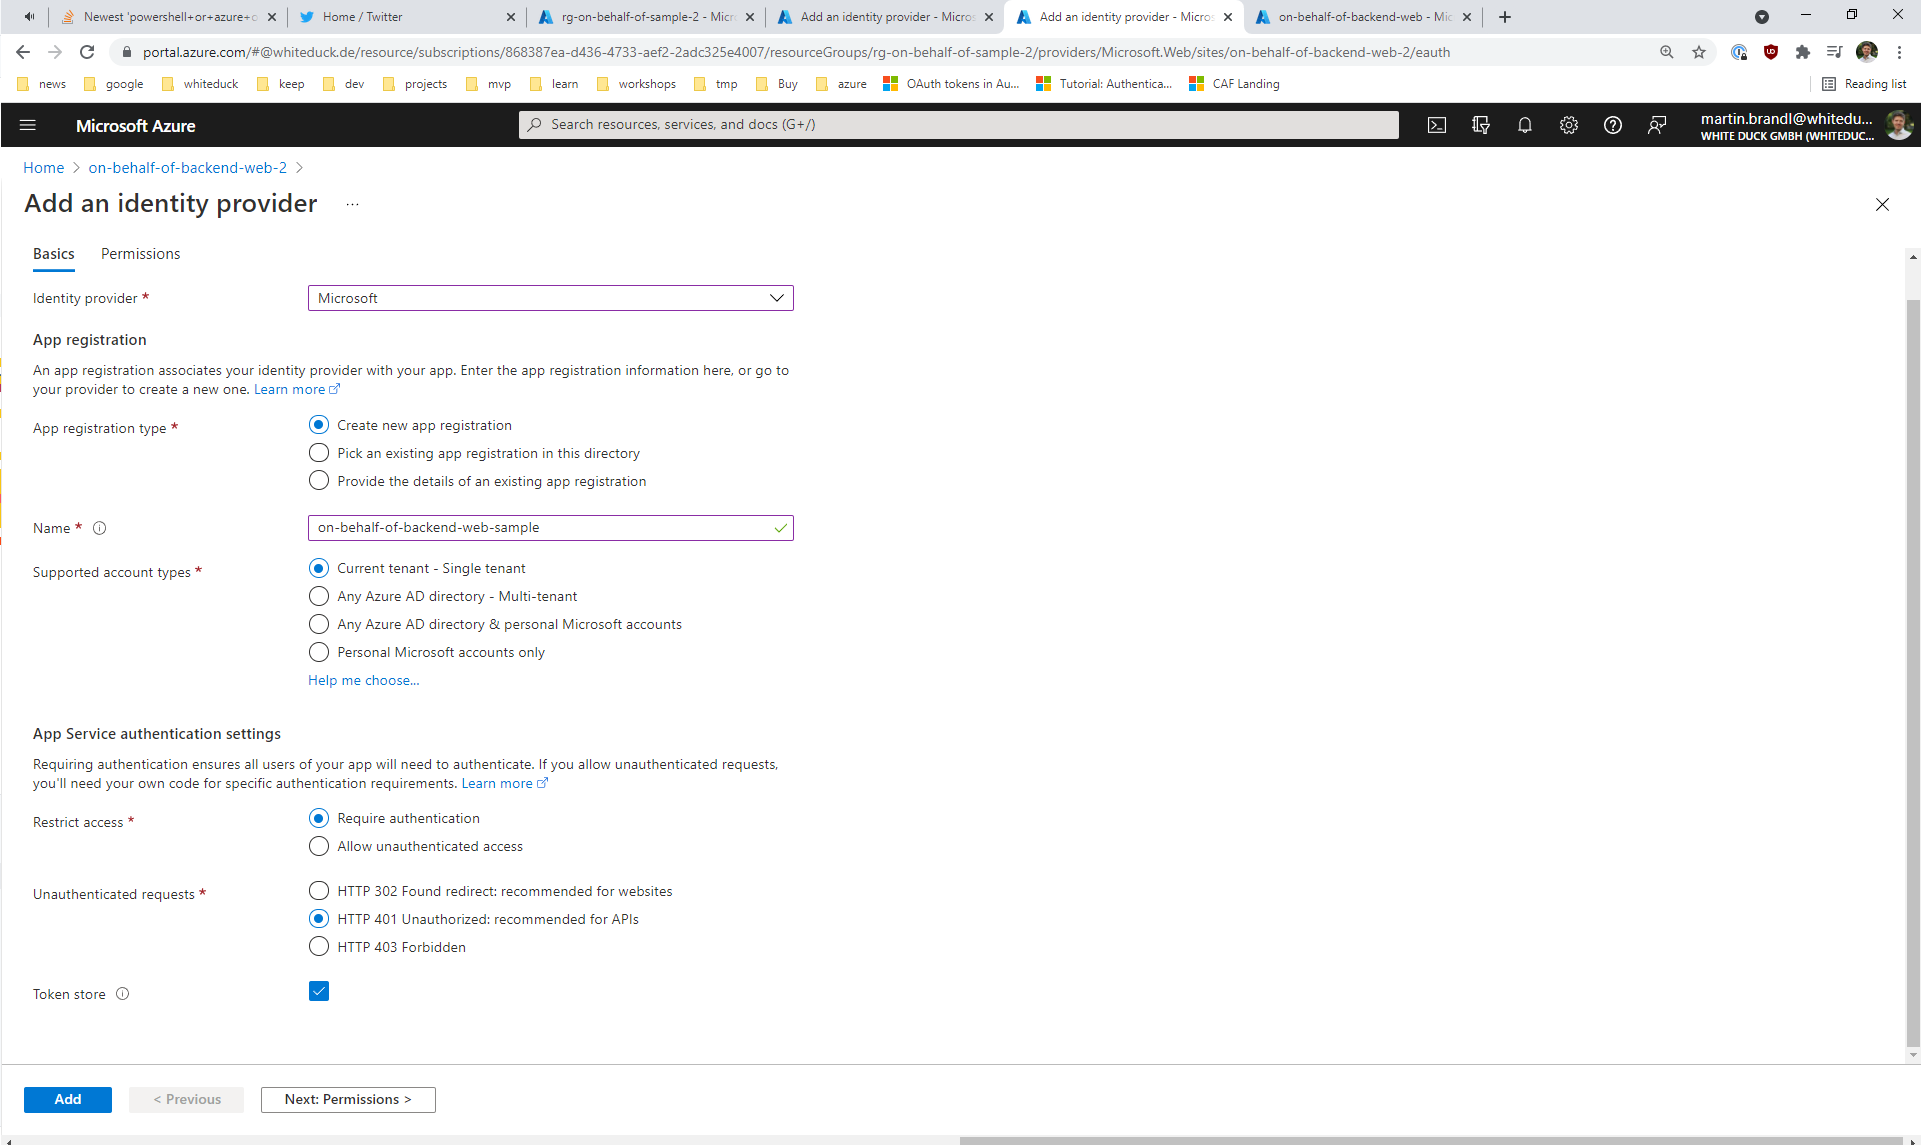 Newest 'powershell+or+azure+o
Home / Twitter
rg-on-behalf-of-sample-2 - Micr
Add an identity provider - Micros
Add an identity provider - Micros
on-behalf-of-backend-web - Mic
portal.azure.com/#@whiteduck.de/resource/subscriptions/868387ea-d436-4733-aef2-2adc325e4007/resourceGroups/rg-on-behalf-of-sample-2/providers/Microsoft.Web/sites/on-behalf-of-backend-web-2/eauth
news google whiteduck keep dev projects mvp learn workshops tmp Buy azure OAuth tokens in Au... Tutorial: Authentica... CAF Landing Reading list
Microsoft Azure
Search resources, services, and docs (G+/)
martin.brandl@whitedu...
WHITE DUCK GMBH (WHITEDUC...
Home > on-behalf-of-backend-web-2 >
Add an identity provider ...
Basics Permissions
Identity provider * Microsoft
App registration
An app registration associates your identity provider with your app. Enter the app registration information here, or go to
your provider to create a new one. Learn more
App registration type * Create new app registration
Pick an existing app registration in this directory
Provide the details of an existing app registration
Name * on-behalf-of-backend-web-sample
Supported account types * Current tenant - Single tenant
Any Azure AD directory - Multi-tenant
Any Azure AD directory & personal Microsoft accounts
Personal Microsoft accounts only
Help me choose...
App Service authentication settings
Requiring authentication ensures all users of your app will need to authenticate. If you allow unauthenticated requests,
you'll need your own code for specific authentication requirements. Learn more
Restrict access * Require authentication
Allow unauthenticated access
Unauthenticated requests * HTTP 302 Found redirect: recommended for websites
HTTP 401 Unauthorized: recommended for APIs
HTTP 403 Forbidden
Token store
Add < Previous Next: Permissions >